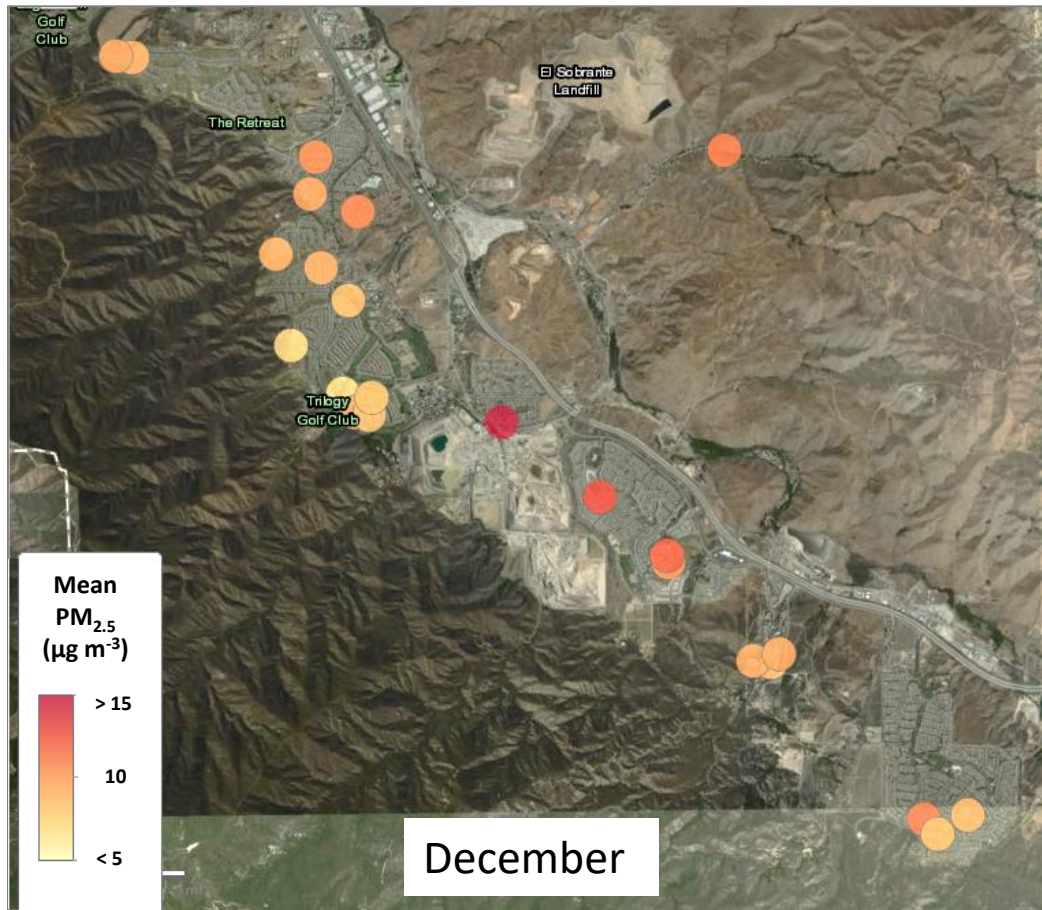 Golf
Club
El Sobrante
Landfill
The Retreat
Trilogy
Golf Club
Mean
PM2.5
(µg m-3)
> 15
10
< 5
December